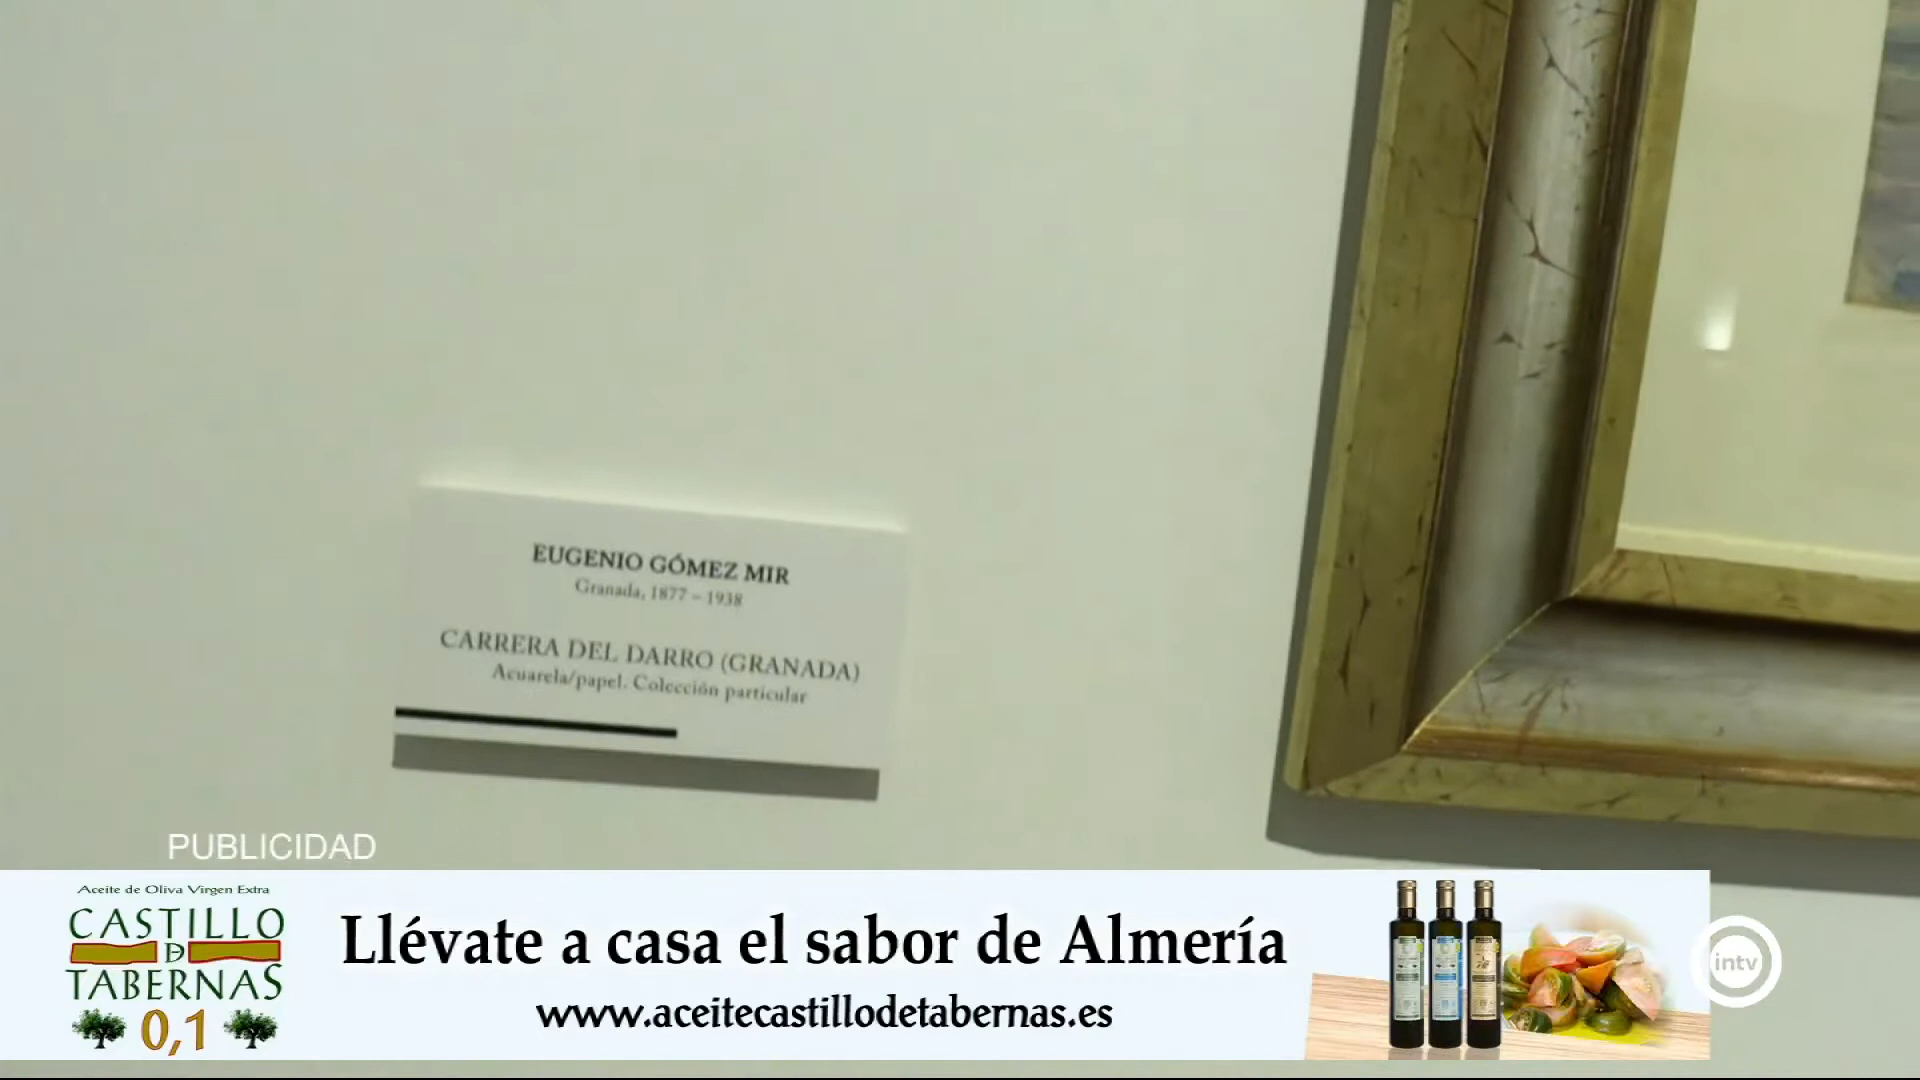 EUGENIO GÓMEZ MIR
Granada, 1877 – 1938
CARRERA DEL DARRO (GRANADA)
Acuarela/papel. Colección particular
PUBLICIDAD
Aceite de Oliva Virgen Extra
CASTILLO
D
TABERNAS
0,1
Llévate a casa el sabor de Almería
www.aceitecastillodetabernas.es
intv